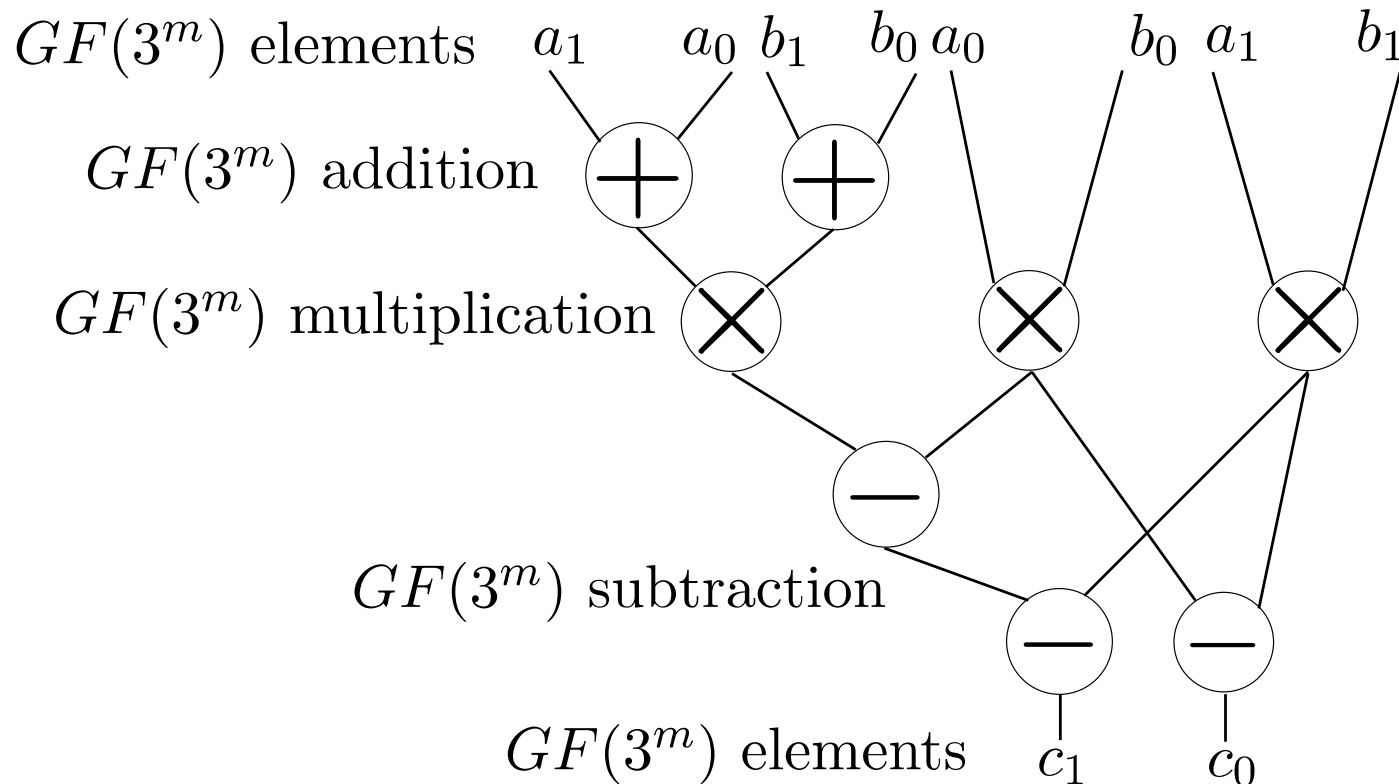 GF(3^m) elements a_1 a_0 b_1 b_0 a_0 b_0 a_1 b_1
GF(3^m) addition + +
GF(3^m) multiplication × × ×
−
GF(3^m) subtraction
− −
GF(3^m) elements c_1 c_0